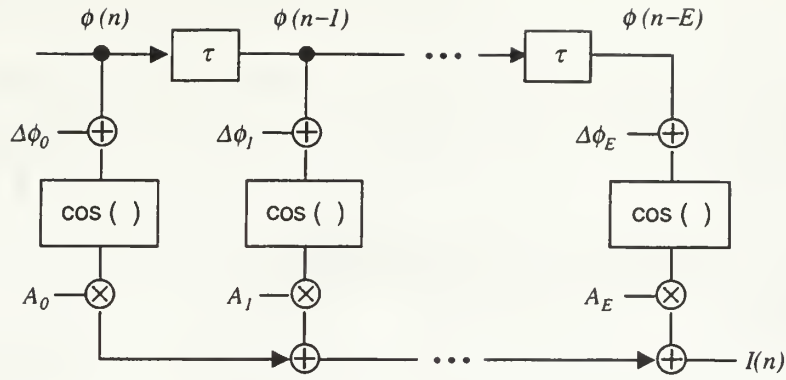 ϕ(n) ϕ(n-1) ϕ(n-E)
τ ••• τ
Δϕ0 Δϕ1 ΔϕE
cos ( ) cos ( ) cos ( )
A0 A1 AE
••• I(n)